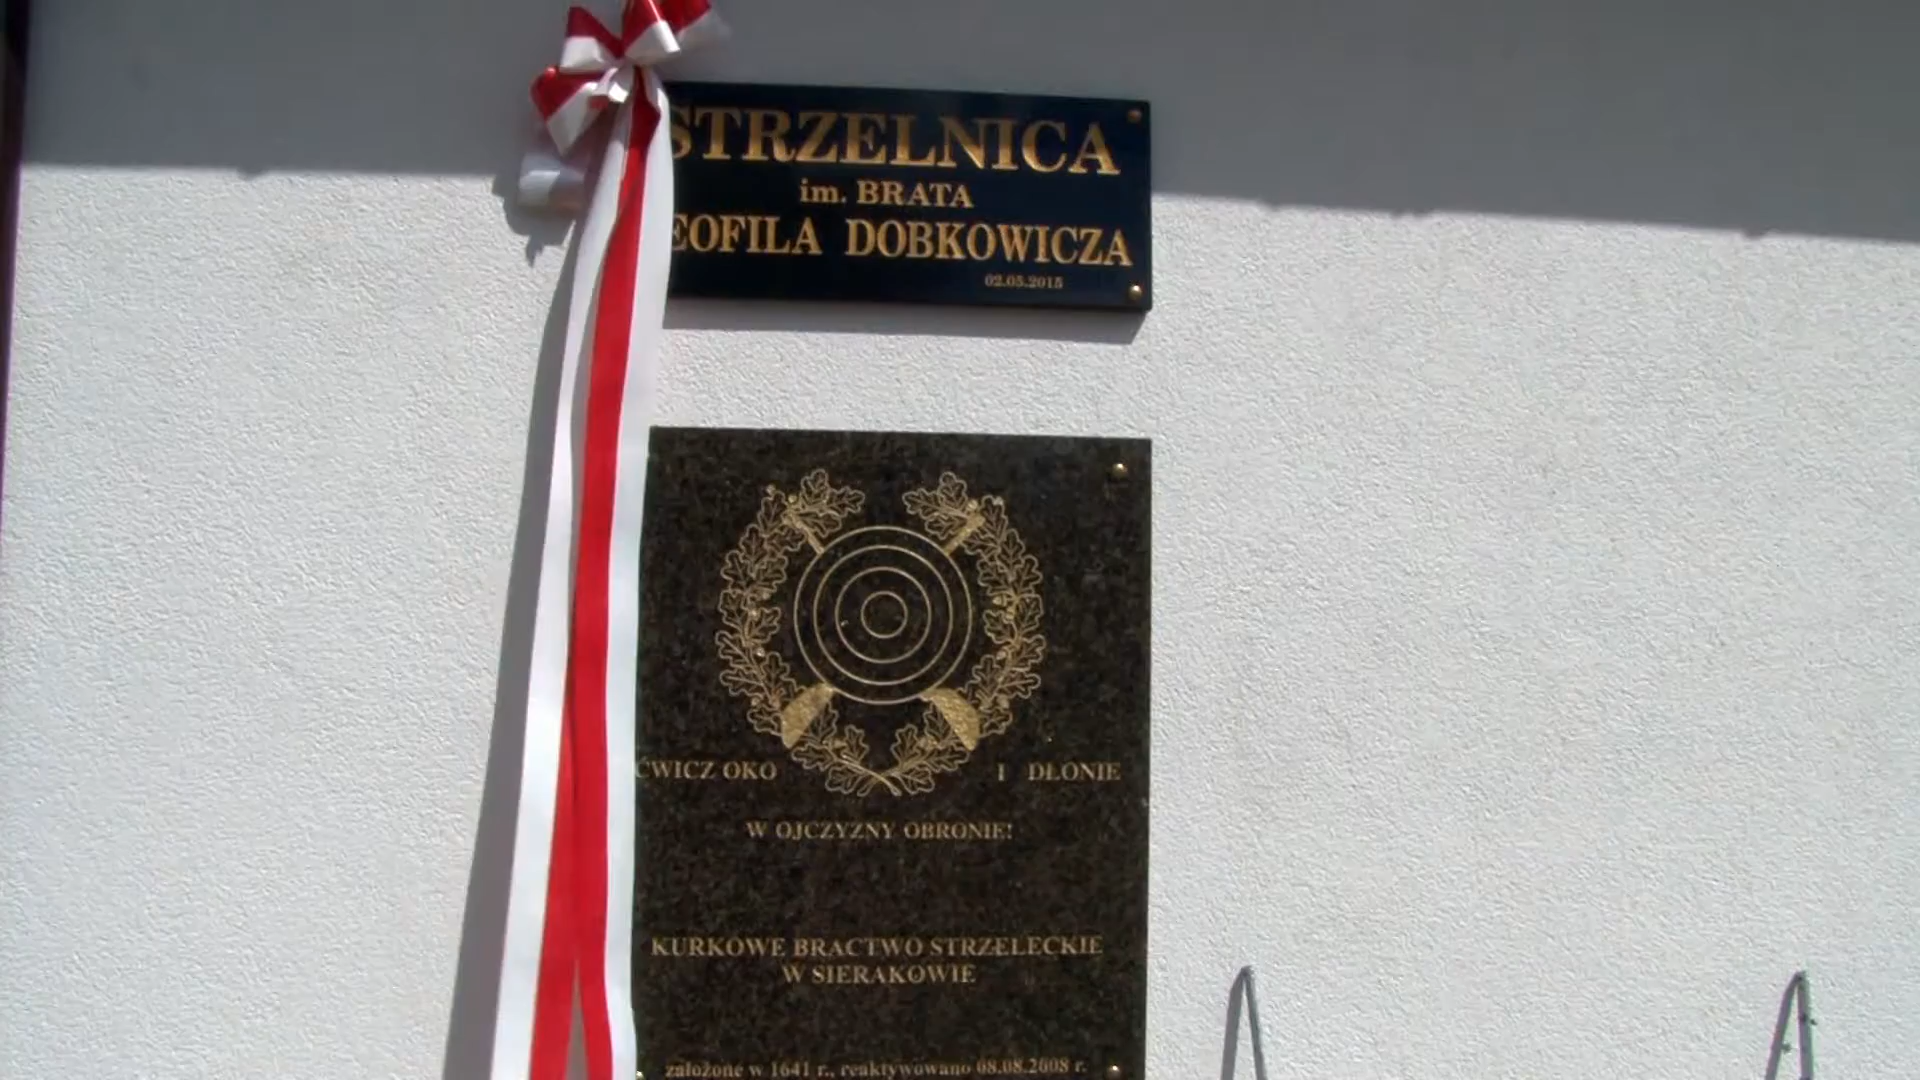 STRZELNICA
im. BRATA
EOFILA DOBKOWICZA
02.05.2015
ĆWICZ OKO I DŁONIE
W OJCZYZNY OBRONIE!
KURKOWE BRACTWO STRZELECKIE
W SIERAKOWIE
założone w 1641 r., reaktywowano 08.08.2008 r.